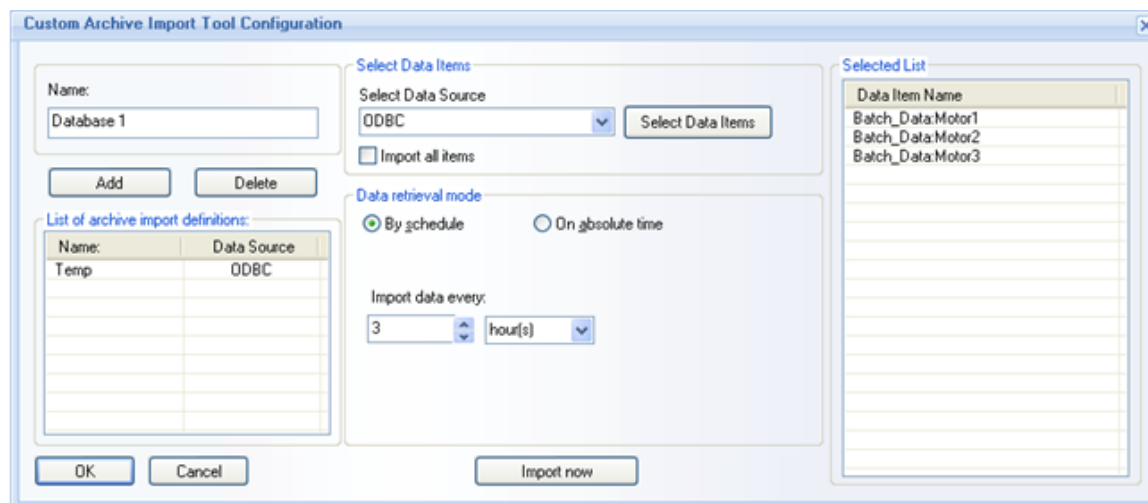 Custom Archive Import Tool Configuration
Name:
Database 1
Add
Delete
List of archive import definitions:
Name: Data Source
Temp ODBC
Select Data Items
Select Data Source
ODBC
Select Data Items
Import all items
Data retrieval mode
By schedule
On absolute time
Import data every:
3
hour(s)
Selected List
Data Item Name
Batch_Data:Motor1
Batch_Data:Motor2
Batch_Data:Motor3
OK
Cancel
Import now